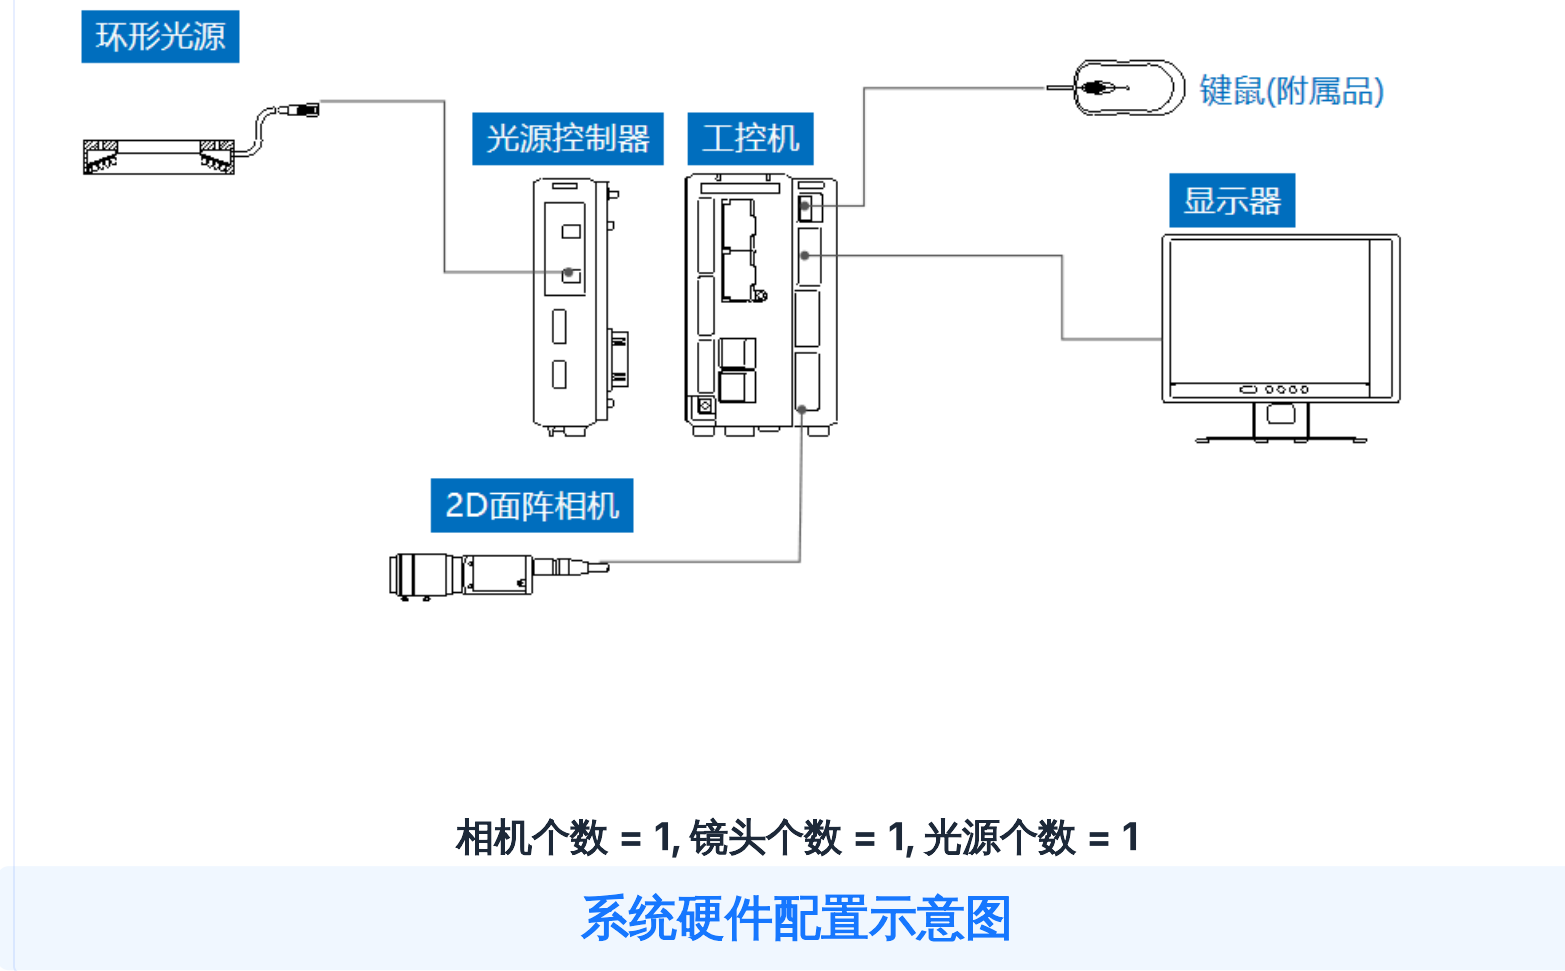 环形光源
键鼠(附属品)
光源控制器
工控机
显示器
2D面阵相机
相机个数 = 1, 镜头个数 = 1, 光源个数 = 1
系统硬件配置示意图